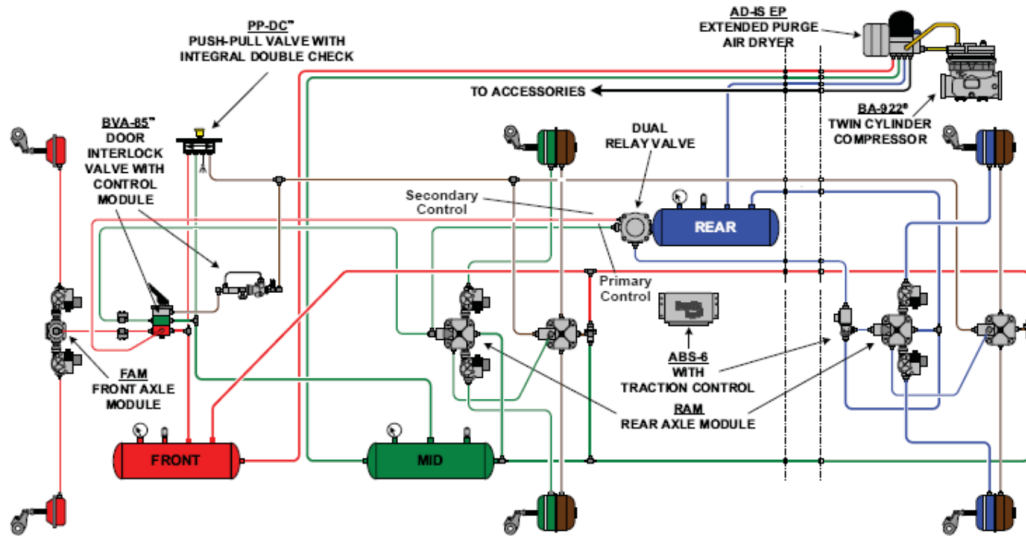 PP-DC™
PUSH-PULL VALVE WITH
INTEGRAL DOUBLE CHECK
AD-IS EP
EXTENDED PURGE
AIR DRYER
TO ACCESSORIES
BVA-85™
DOOR
INTERLOCK
VALVE WITH
CONTROL
MODULE
DUAL
RELAY VALVE
BA-922®
TWIN CYLINDER
COMPRESSOR
Secondary
Control
REAR
Primary
Control
ABS-6
WITH
TRACTION CONTROL
FAM
FRONT AXLE
MODULE
RAM
REAR AXLE MODULE
FRONT
MID